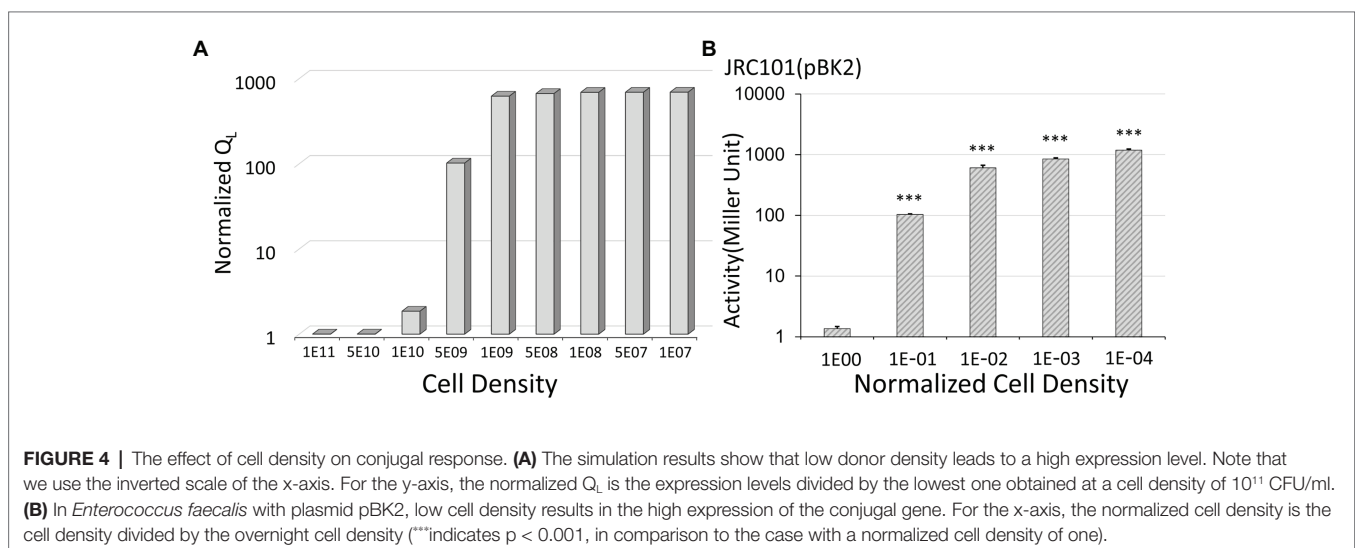 A
1000
100
10
1
Normalized Q_L
1E11 5E10 1E10 5E09 1E09 5E08 1E08 5E07 1E07
Cell Density
B
JRC101(pBK2)
10000
1000
100
10
1
Activity(Miller Unit)
*** *** *** ***
1E00 1E-01 1E-02 1E-03 1E-04
Normalized Cell Density
FIGURE 4 | The effect of cell density on conjugal response. (A) The simulation results show that low donor density leads to a high expression level. Note that
we use the inverted scale of the x-axis. For the y-axis, the normalized Q_L is the expression levels divided by the lowest one obtained at a cell density of 10¹¹ CFU/ml.
(B) In Enterococcus faecalis with plasmid pBK2, low cell density results in the high expression of the conjugal gene. For the x-axis, the normalized cell density is the
cell density divided by the overnight cell density (***indicates p < 0.001, in comparison to the case with a normalized cell density of one).